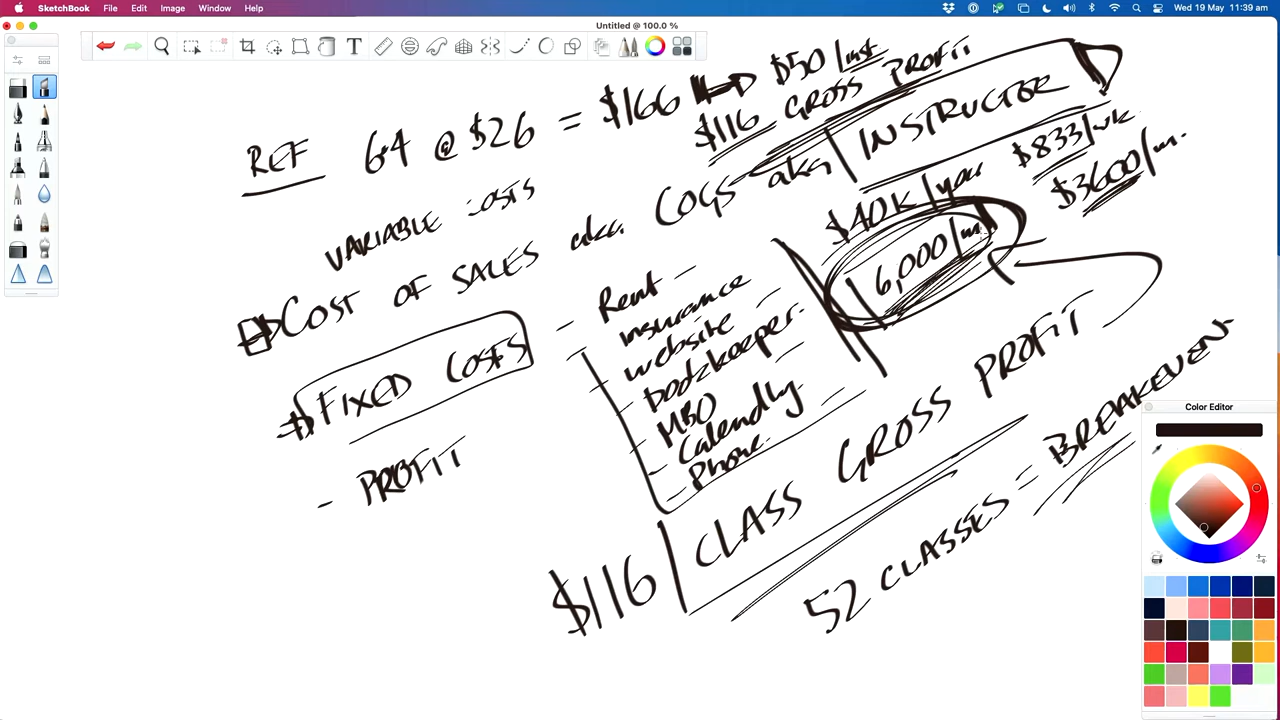 SketchBook File Edit Image Window Help
Wed 19 May 11:39 am
Untitled @ 100.0 %
REF 6.4 @ $26 = $166 $50/inst
$116 GROSS PROFIT
VARIABLE COSTS
COST OF SALES aka. COGS aka INSTRUCTER
$40K/year $833/wk
$3600/m.
6,000/m
FIXED COSTS - Rent -
insurance
website
bookkeeper.
MBO
Calendly
Phone.
- PROFIT
$116 CLASS GROSS PROFIT
52 CLASSES = BREAKEVEN
Color Editor